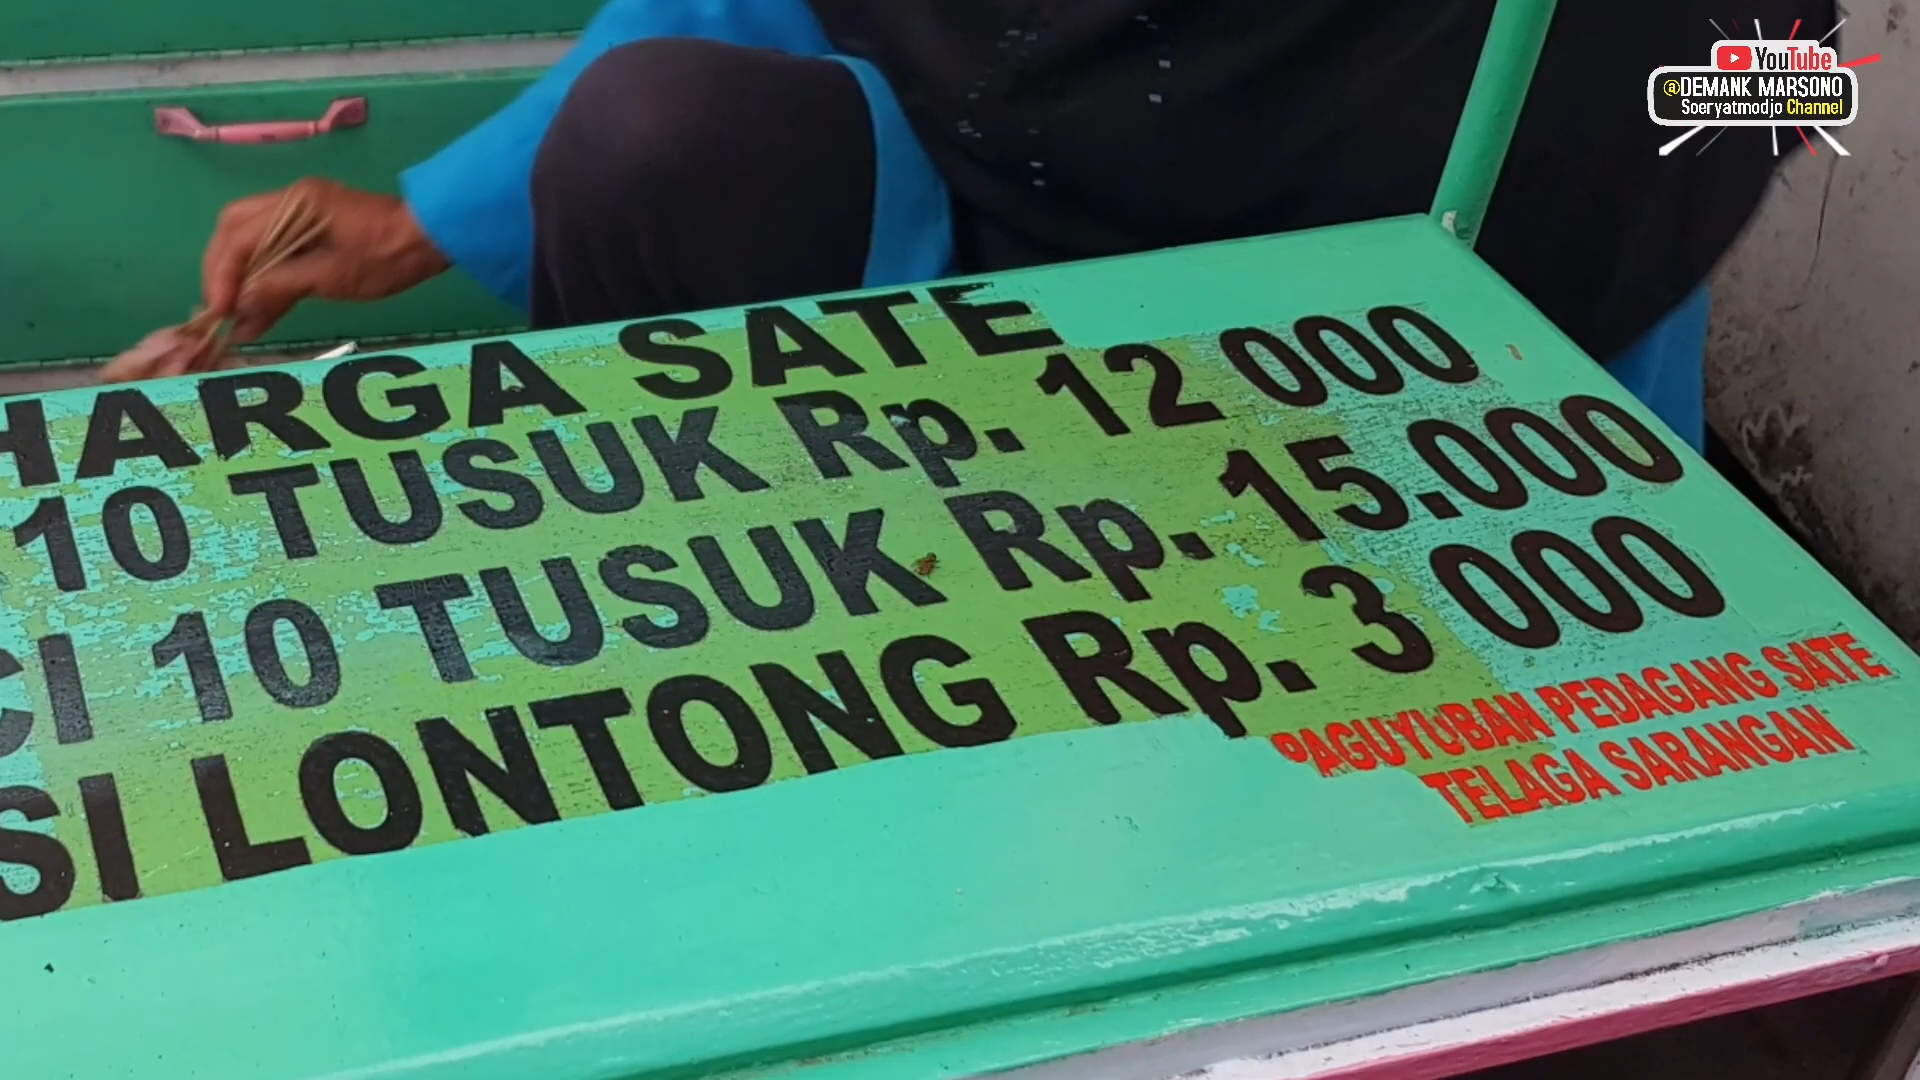 YouTube
@DEMANK MARSONO
Soeryatmodjo Channel
HARGA SATE
10 TUSUK Rp. 12 000
CI 10 TUSUK Rp. 15.000
SI LONTONG Rp. 3 000
PAGUYUBAN PEDAGANG SATE
TELAGA SARANGAN